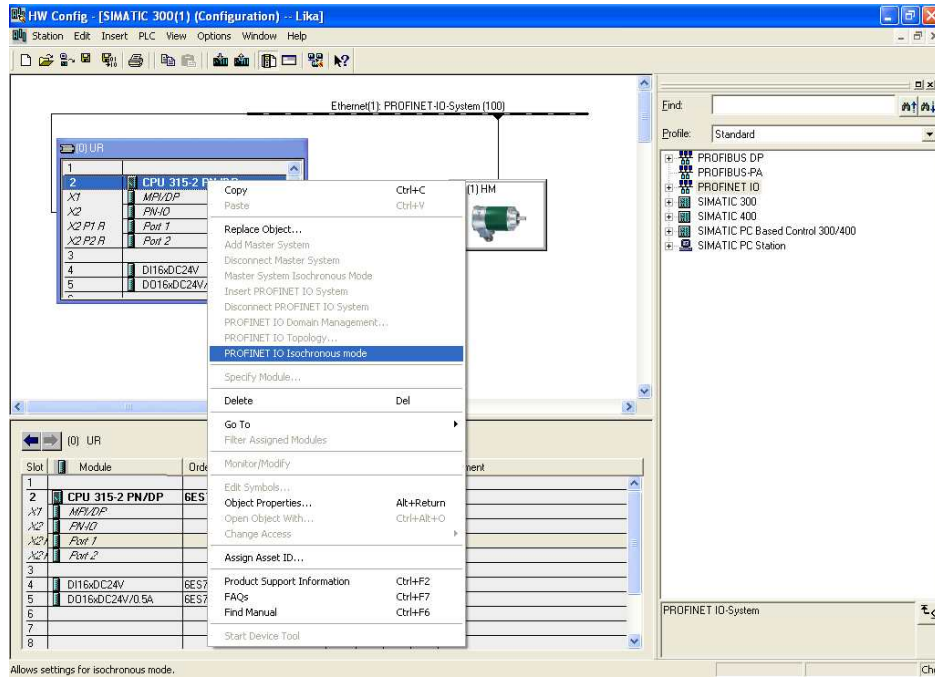 HW Config - [SIMATIC 300(1) (Configuration) -- Lika]
Station Edit Insert PLC View Options Window Help
Ethernet(1): PROFINET-IO-System (100)
(0) UR
1
2 CPU 315-2 PN/DP
X1 MPI/DP
X2 PN-IO
X2 P1 R Port 1
X2 P2 R Port 2
3
4 DI16xDC24V
5 DO16xDC24V/
(1) HM
Copy Ctrl+C
Paste Ctrl+V
Replace Object...
Add Master System
Disconnect Master System
Master System Isochronous Mode
Insert PROFINET IO System
Disconnect PROFINET IO System
PROFINET IO Domain Management...
PROFINET IO Topology...
PROFINET IO Isochronous mode
Specify Module...
Delete Del
Go To
Filter Assigned Modules
Monitor/Modify
Edit Symbols...
Object Properties... Alt+Return
Open Object With... Ctrl+Alt+O
Change Access
Assign Asset ID...
Product Support Information Ctrl+F2
FAQs Ctrl+F7
Find Manual Ctrl+F6
Start Device Tool
Find:
Profile: Standard
PROFIBUS DP
PROFIBUS-PA
PROFINET IO
SIMATIC 300
SIMATIC 400
SIMATIC PC Based Control 300/400
SIMATIC PC Station
PROFINET IO-System
(0) UR
Slot Module Orde ment
1
2 CPU 315-2 PN/DP 6ES7
X1 MPI/DP
X2 PN-IO
X2 Port 1
X2 Port 2
3
4 DI16xDC24V 6ES7
5 DO16xDC24V/0.5A 6ES7
6
7
8
Allows settings for isochronous mode. Ch